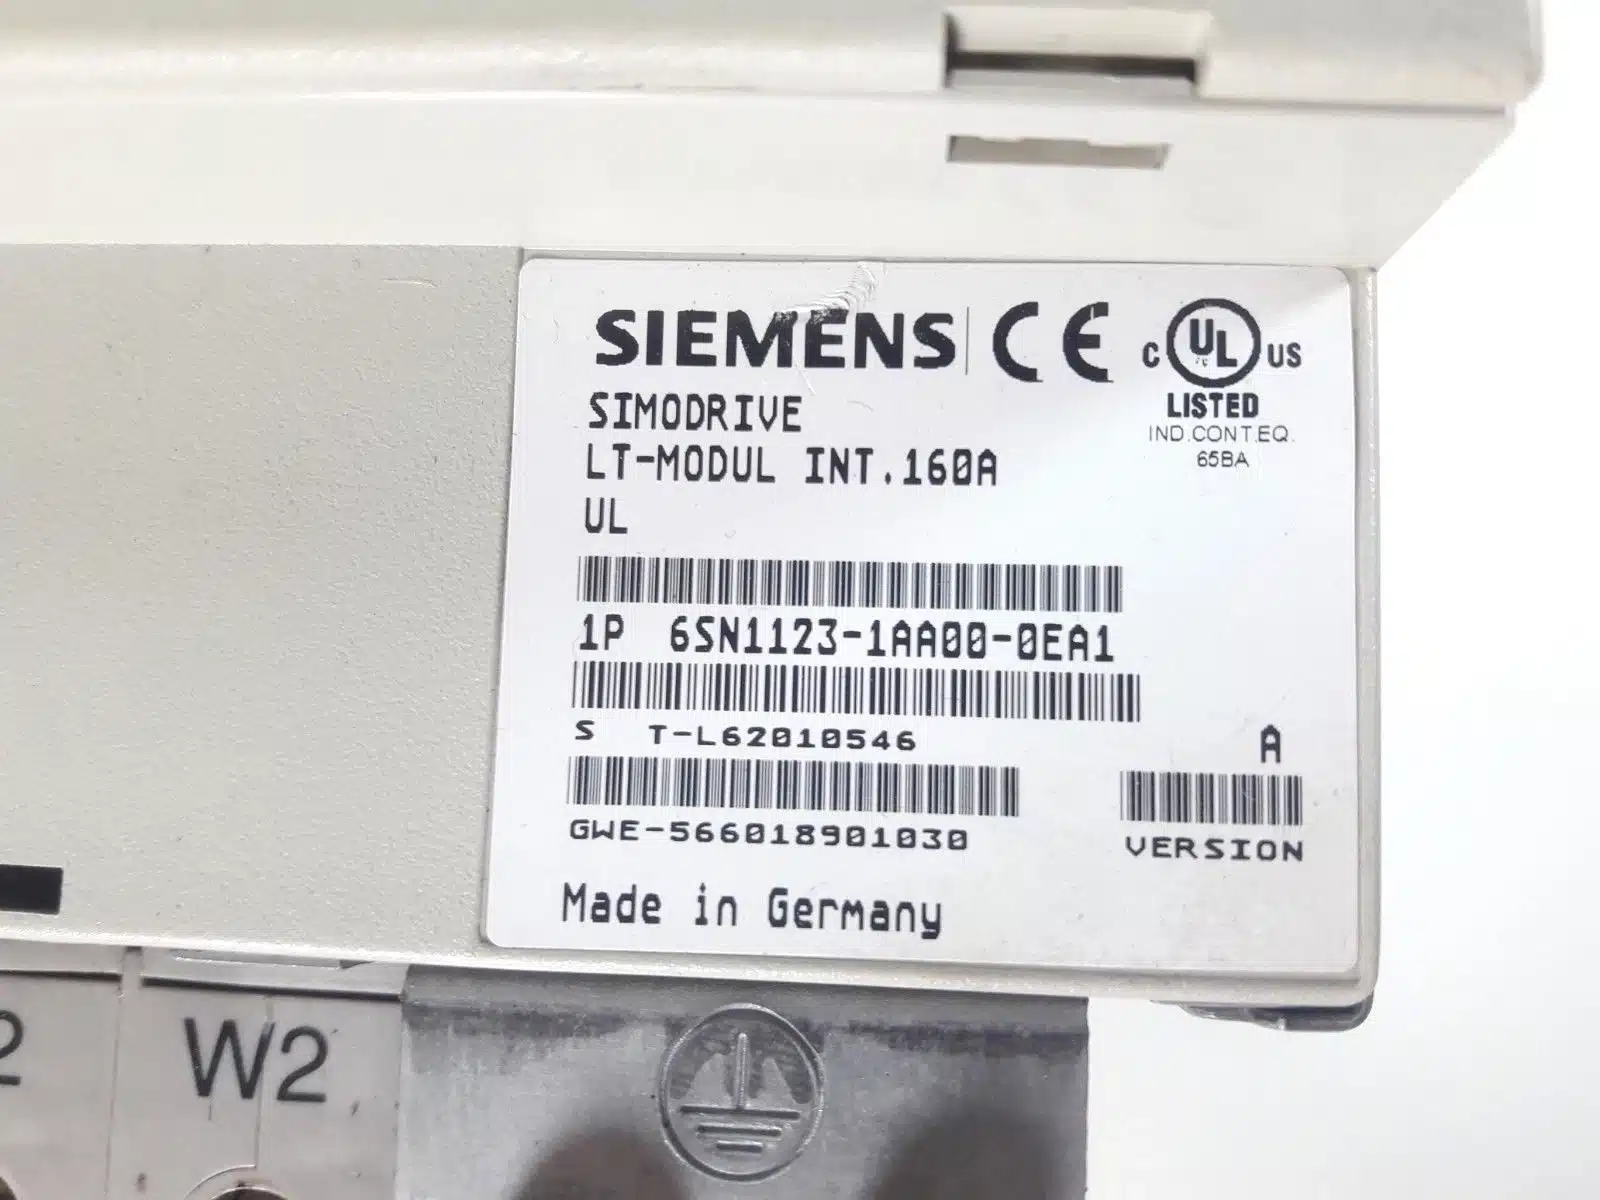 SIEMENS CE C UL US
LISTED
IND.CONT.EQ.
65BA
SIMODRIVE
LT-MODUL INT.160A
UL
1P 6SN1123-1AA00-0EA1
S T-L62010546
A
GWE-566018901030
VERSION
Made in Germany
2 W2